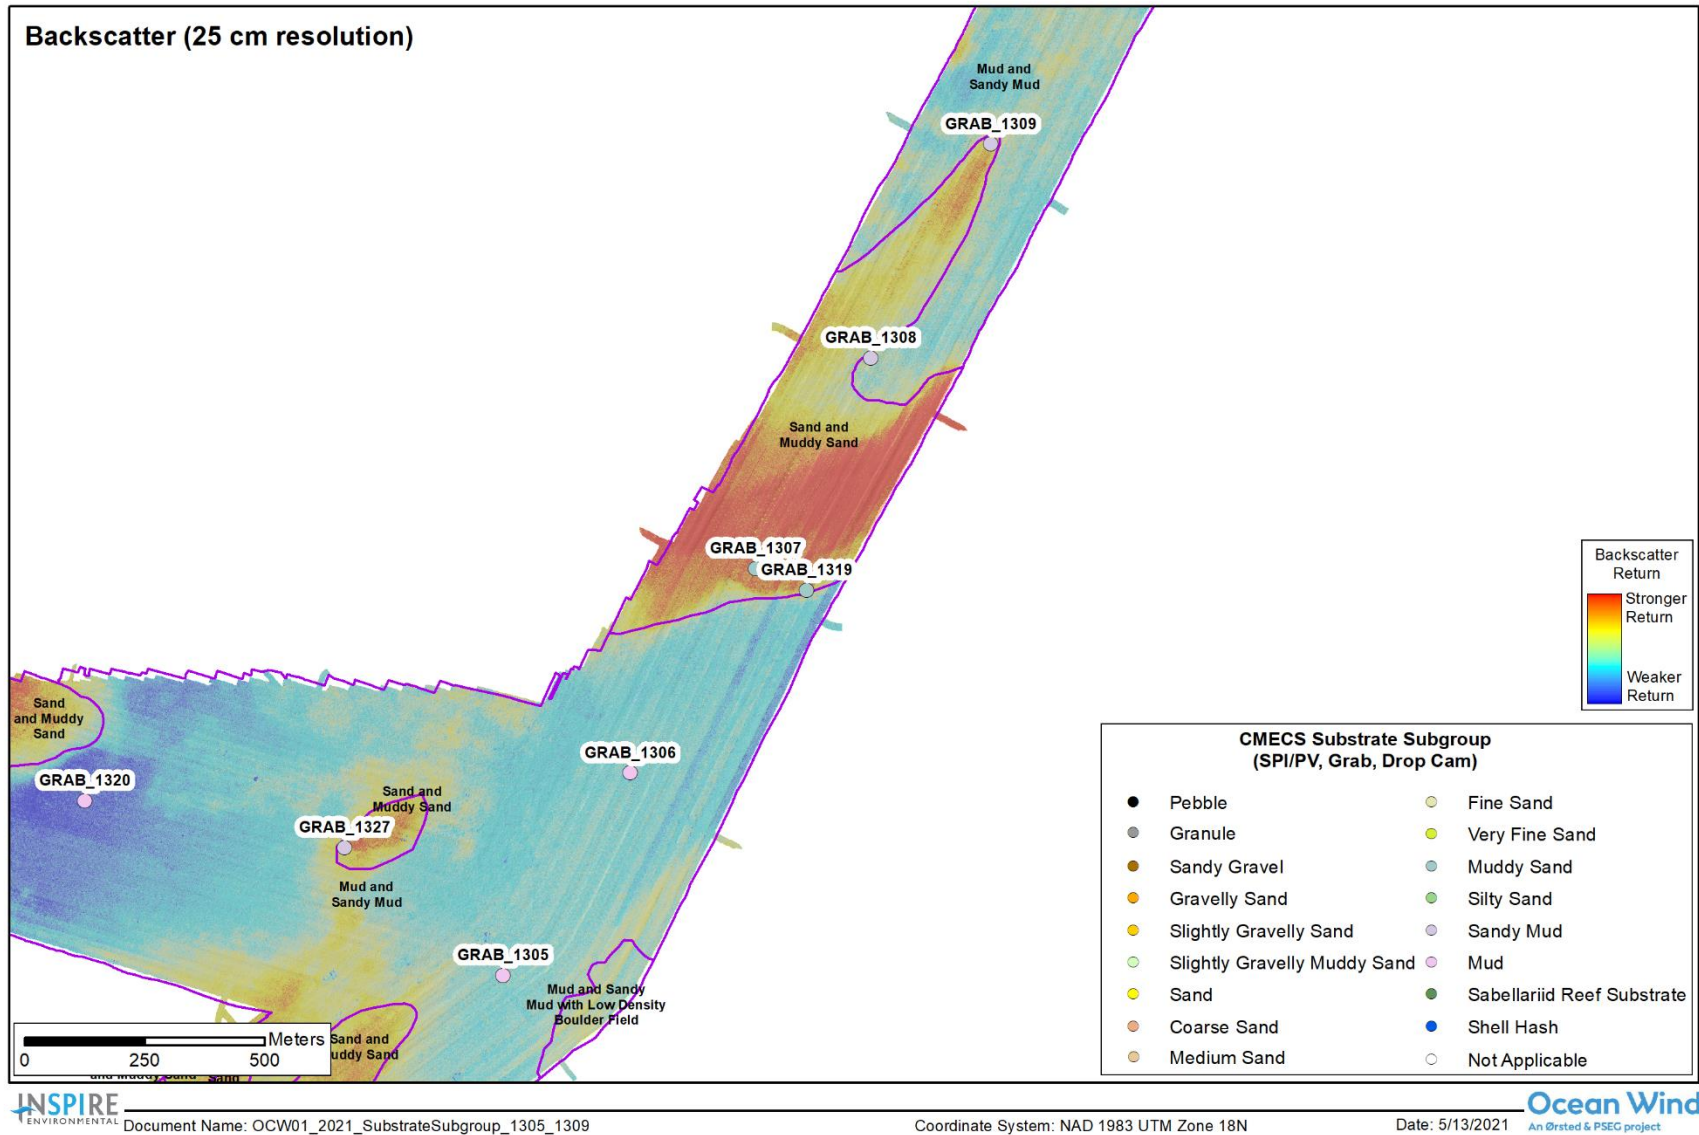 Backscatter (25 cm resolution)
Mud and
Sandy Mud
GRAB_1309
GRAB_1308
Sand and
Muddy Sand
GRAB_1307
GRAB_1319
Backscatter
Return
Stronger
Return
Weaker
Return
Sand
and Muddy
Sand
GRAB_1320
GRAB_1306
Sand and
Muddy Sand
GRAB_1327
Mud and
Sandy Mud
GRAB_1305
Mud and Sandy
Mud with Low Density
Boulder Field
Sand and
uddy Sand
Sand
Meters
0 250 500
CMECS Substrate Subgroup
(SPI/PV, Grab, Drop Cam)
Pebble
Granule
Sandy Gravel
Gravelly Sand
Slightly Gravelly Sand
Slightly Gravelly Muddy Sand
Sand
Coarse Sand
Medium Sand
Fine Sand
Very Fine Sand
Muddy Sand
Silty Sand
Sandy Mud
Mud
Sabellariid Reef Substrate
Shell Hash
Not Applicable
INSPIRE
ENVIRONMENTAL
Document Name: OCW01_2021_SubstrateSubgroup_1305_1309
Coordinate System: NAD 1983 UTM Zone 18N
Date: 5/13/2021
Ocean Wind
An Ørsted & PSEG project